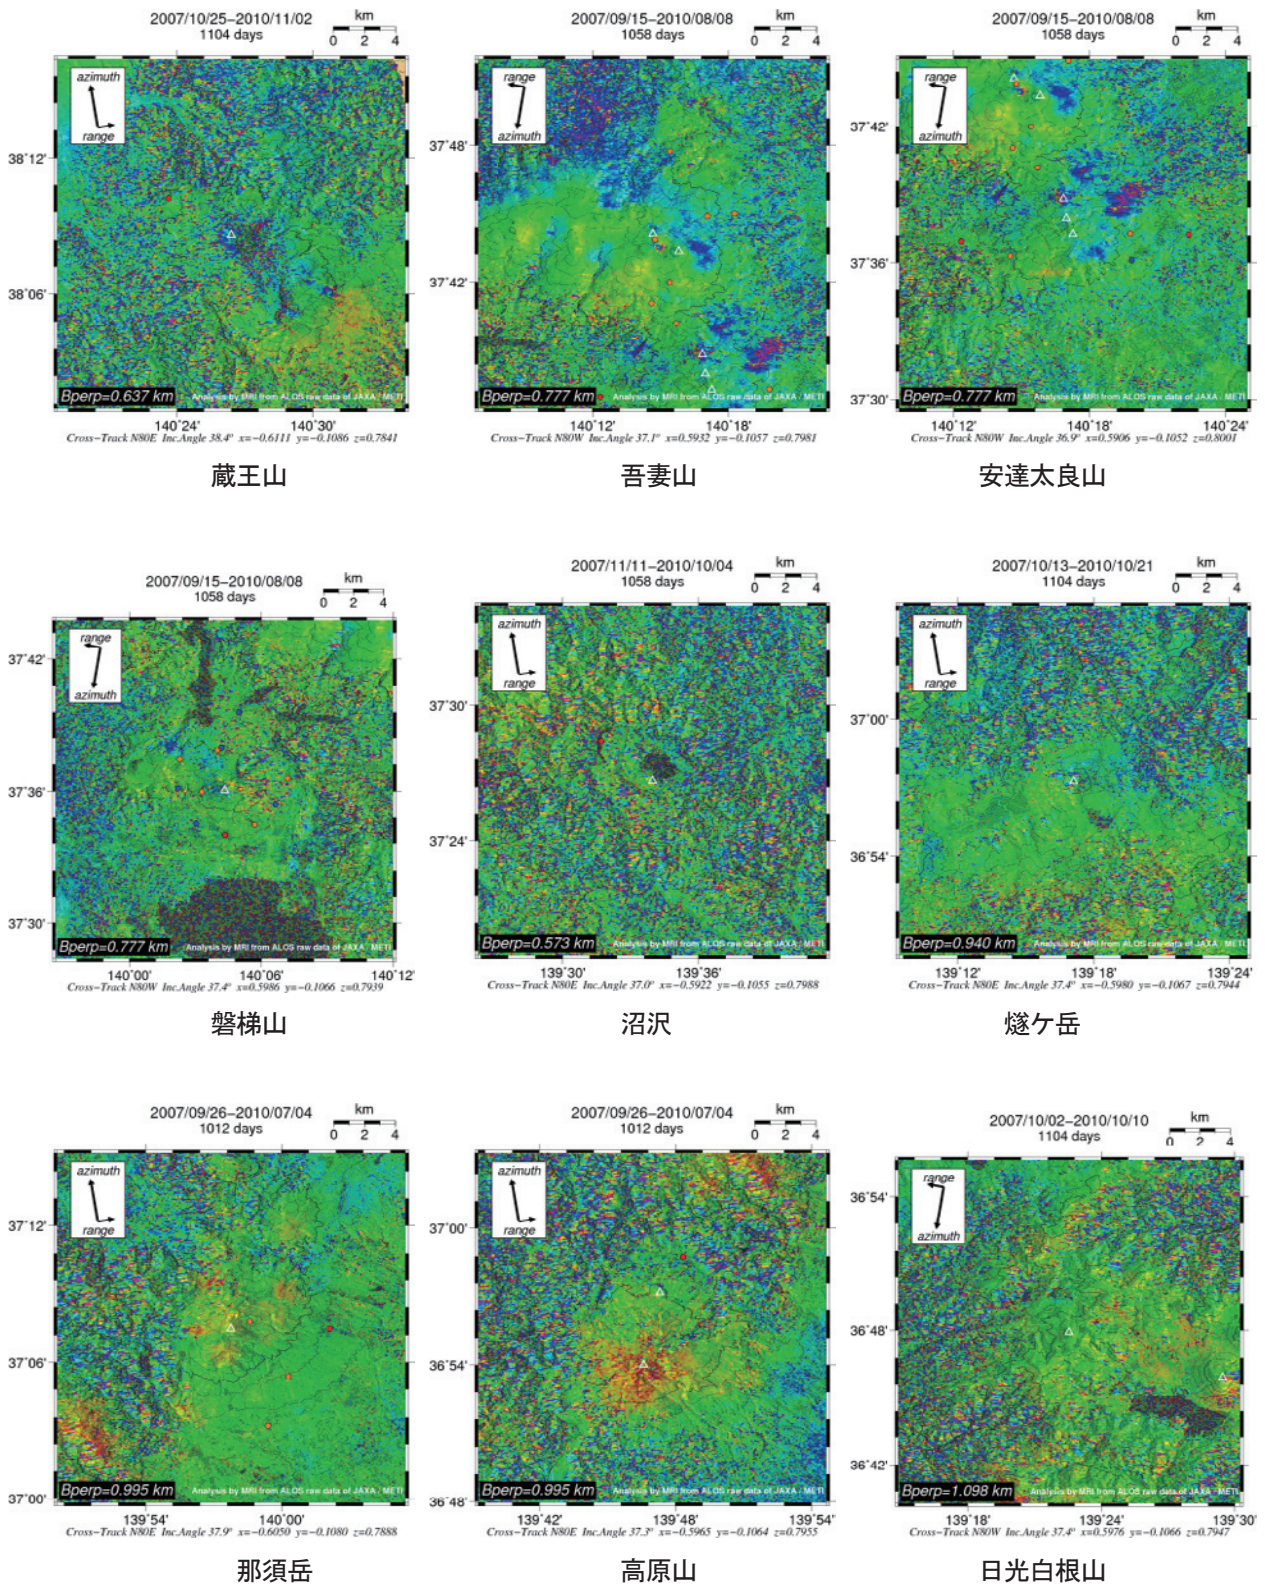 2007/10/25−2010/11/02
1104 days
km
0 2 4
azimuth
range
38˚12'
38˚06'
Bperp=0.637 km
Analysis by MRI from ALOS raw data of JAXA / METI
140˚24' 140˚30'
Cross−Track N80E Inc.Angle 38.4º x=−0.6111 y=−0.1086 z=0.7841
蔵王山
2007/09/15−2010/08/08
1058 days
km
0 2 4
range
azimuth
37˚48'
37˚42'
Bperp=0.777 km
Analysis by MRI from ALOS raw data of JAXA / METI
140˚12' 140˚18'
Cross−Track N80W Inc.Angle 37.1º x=0.5932 y=−0.1057 z=0.7981
吾妻山
2007/09/15−2010/08/08
1058 days
km
0 2 4
range
azimuth
37˚42'
37˚36'
37˚30'
Bperp=0.777 km
Analysis by MRI from ALOS raw data of JAXA / METI
140˚12' 140˚18' 140˚24'
Cross−Track N80W Inc.Angle 36.9º x=0.5906 y=−0.1052 z=0.8001
安達太良山
2007/09/15−2010/08/08
1058 days
km
0 2 4
range
azimuth
37˚42'
37˚36'
37˚30'
Bperp=0.777 km
Analysis by MRI from ALOS raw data of JAXA / METI
140˚00' 140˚06' 140˚12'
Cross−Track N80W Inc.Angle 37.4º x=0.5986 y=−0.1066 z=0.7939
磐梯山
2007/11/11−2010/10/04
1058 days
km
0 2 4
azimuth
range
37˚30'
37˚24'
Bperp=0.573 km
Analysis by MRI from ALOS raw data of JAXA / METI
139˚30' 139˚36'
Cross−Track N80E Inc.Angle 37.0º x=−0.5922 y=−0.1055 z=0.7988
沼沢
2007/10/13−2010/10/21
1104 days
km
0 2 4
azimuth
range
37˚00'
36˚54'
Bperp=0.940 km
Analysis by MRI from ALOS raw data of JAXA / METI
139˚12' 139˚18' 139˚24'
Cross−Track N80E Inc.Angle 37.4º x=−0.5980 y=−0.1067 z=0.7944
燧ケ岳
2007/09/26−2010/07/04
1012 days
km
0 2 4
azimuth
range
37˚12'
37˚06'
37˚00'
Bperp=0.995 km
Analysis by MRI from ALOS raw data of JAXA / METI
139˚54' 140˚00'
Cross−Track N80E Inc.Angle 37.9º x=−0.6050 y=−0.1080 z=0.7888
那須岳
2007/09/26−2010/07/04
1012 days
km
0 2 4
azimuth
range
37˚00'
36˚54'
36˚48'
Bperp=0.995 km
Analysis by MRI from ALOS raw data of JAXA / METI
139˚42' 139˚48' 139˚54'
Cross−Track N80E Inc.Angle 37.3º x=−0.5965 y=−0.1064 z=0.7955
高原山
2007/10/02−2010/10/10
1104 days
km
0 2 4
range
azimuth
36˚54'
36˚48'
36˚42'
Bperp=1.098 km
Analysis by MRI from ALOS raw data of JAXA / METI
139˚18' 139˚24' 139˚30'
Cross−Track N80W Inc.Angle 37.4º x=0.5976 y=−0.1066 z=0.7947
日光白根山